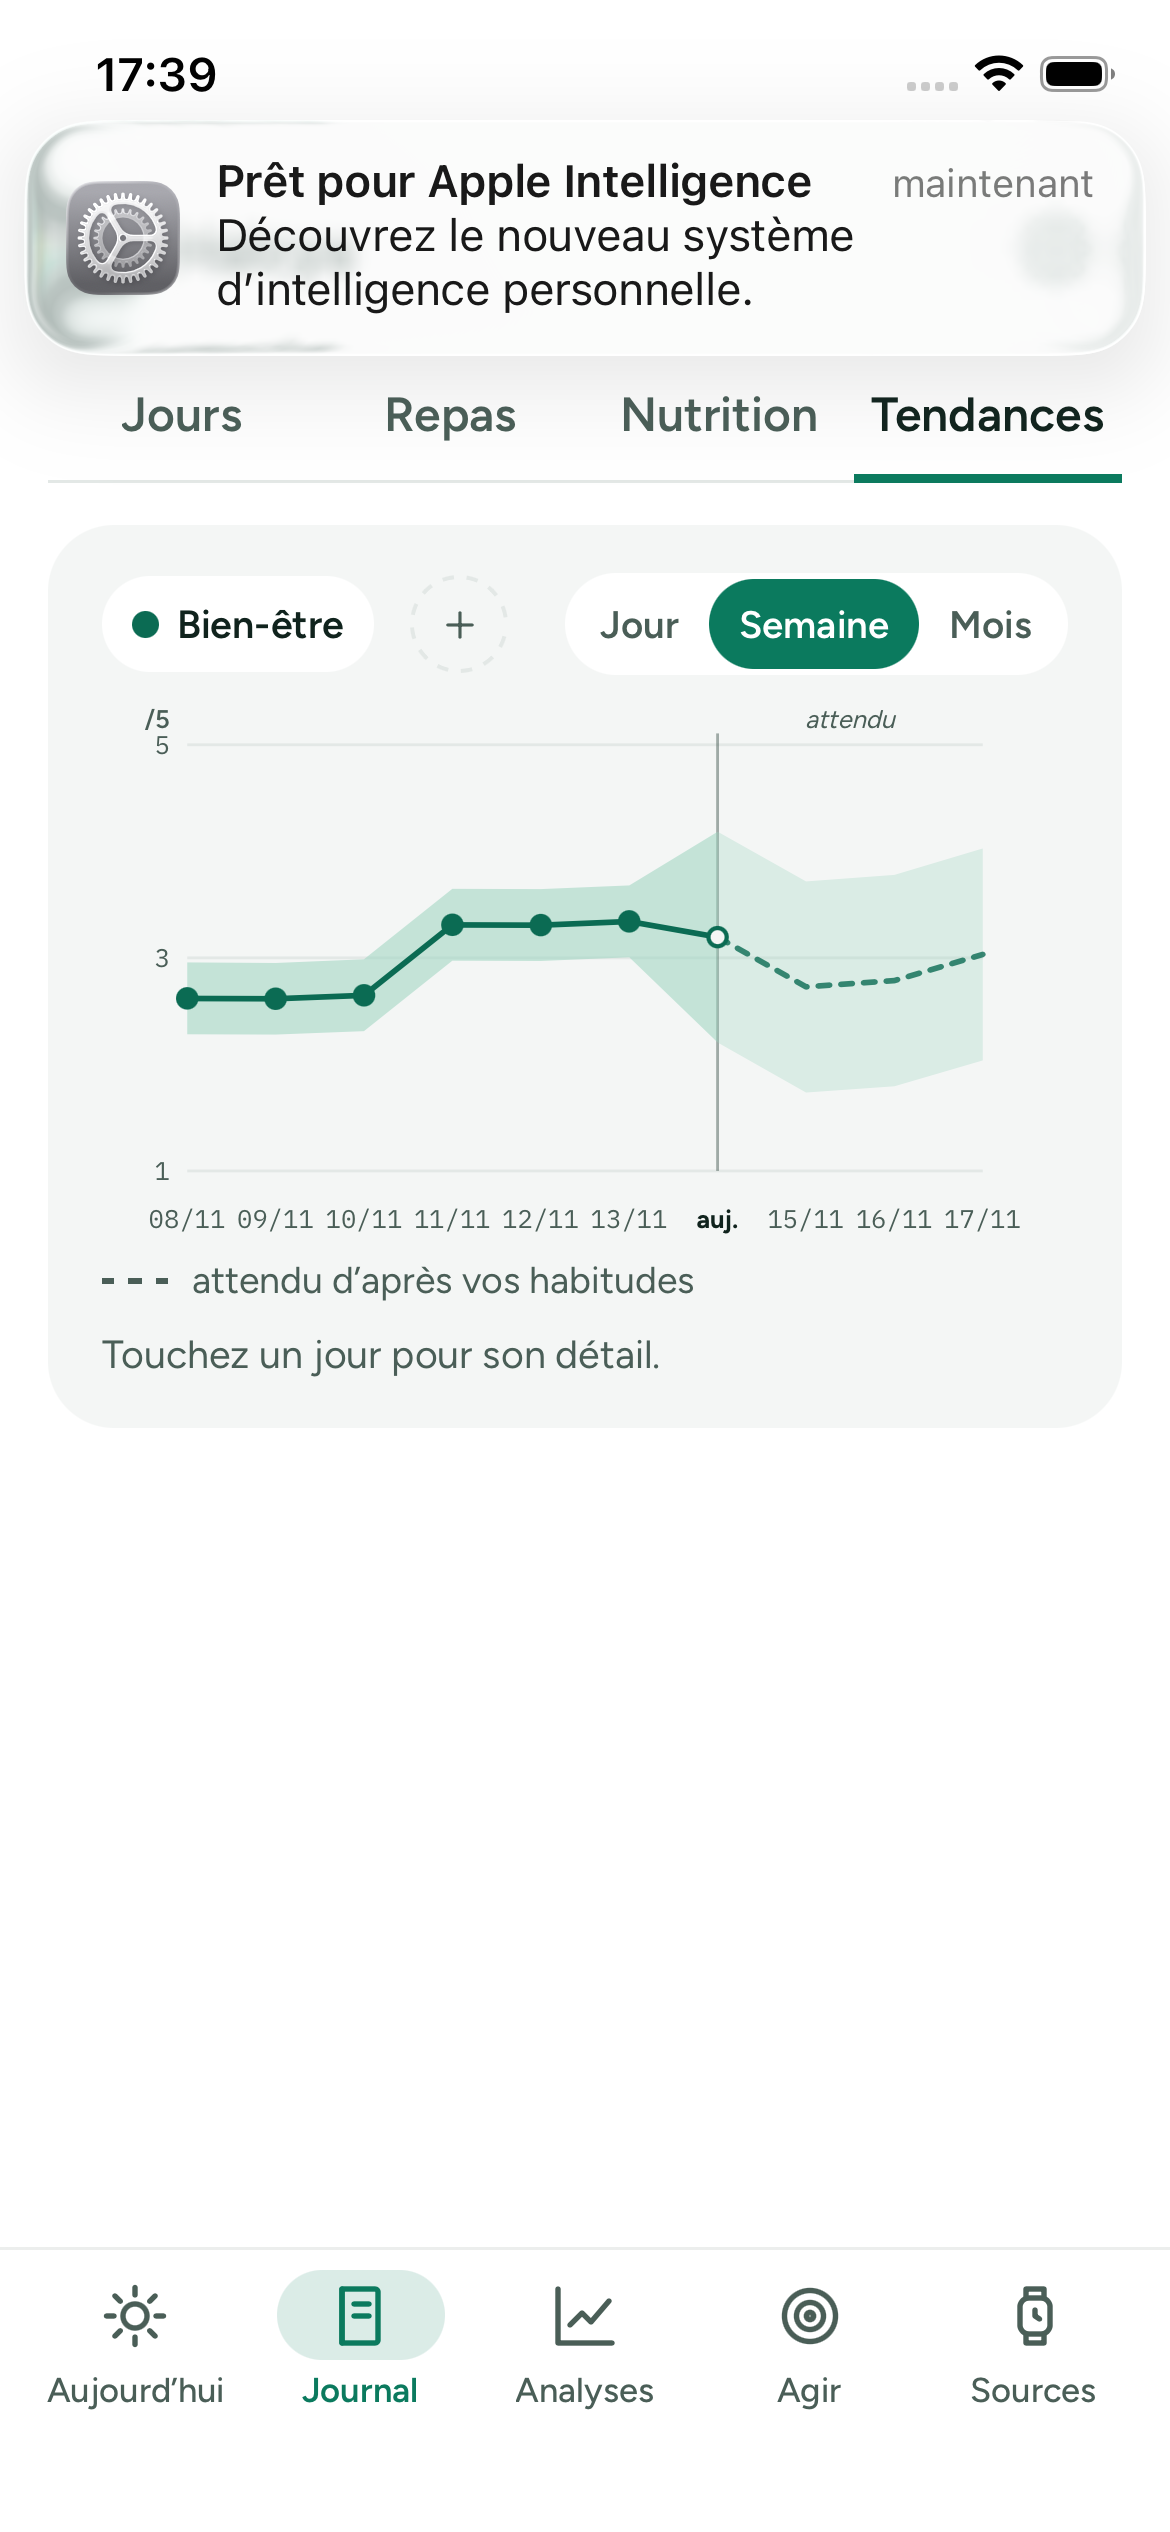 17:39
Prêt pour Apple Intelligence
maintenant
Découvrez le nouveau système
d’intelligence personnelle.
Jours Repas Nutrition Tendances
Bien-être + Jour Semaine Mois
/5
attendu
5
3
1
08/11 09/11 10/11 11/11 12/11 13/11 auj. 15/11 16/11 17/11
attendu d’après vos habitudes
Touchez un jour pour son détail.
Aujourd’hui Journal Analyses Agir Sources